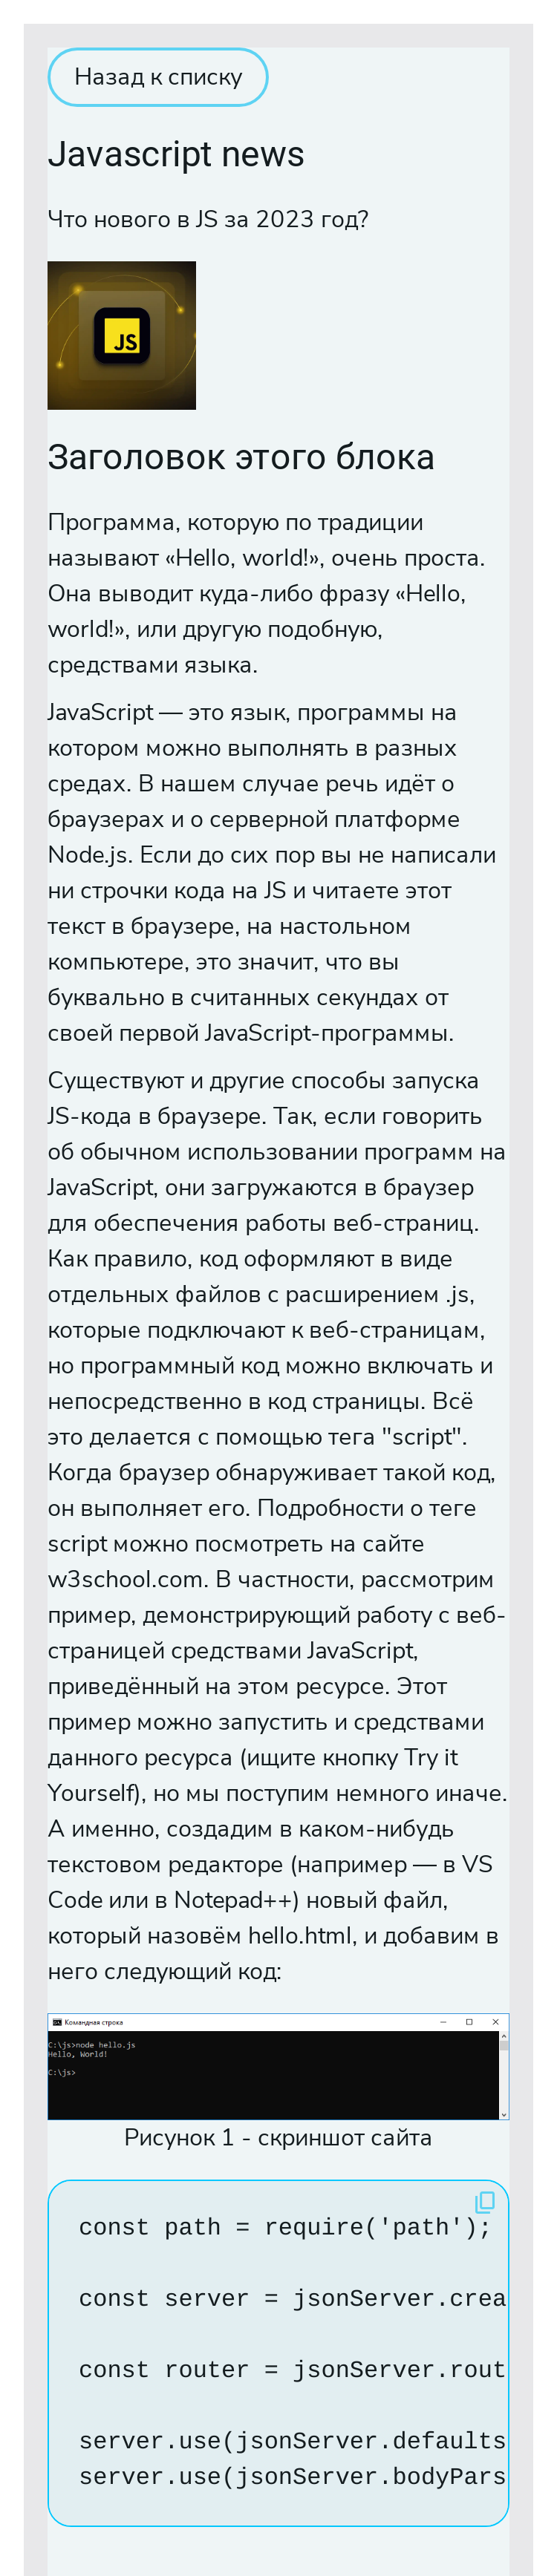 Назад к списку
Javascript news
Что нового в JS за 2023 год?
JS
Заголовок этого блока
Программа, которую по традиции
называют «Hello, world!», очень проста.
Она выводит куда-либо фразу «Hello,
world!», или другую подобную,
средствами языка.
JavaScript — это язык, программы на
котором можно выполнять в разных
средах. В нашем случае речь идёт о
браузерах и о серверной платформе
Node.js. Если до сих пор вы не написали
ни строчки кода на JS и читаете этот
текст в браузере, на настольном
компьютере, это значит, что вы
буквально в считанных секундах от
своей первой JavaScript-программы.
Существуют и другие способы запуска
JS-кода в браузере. Так, если говорить
об обычном использовании программ на
JavaScript, они загружаются в браузер
для обеспечения работы веб-страниц.
Как правило, код оформляют в виде
отдельных файлов с расширением .js,
которые подключают к веб-страницам,
но программный код можно включать и
непосредственно в код страницы. Всё
это делается с помощью тега "script".
Когда браузер обнаруживает такой код,
он выполняет его. Подробности о теге
script можно посмотреть на сайте
w3school.com. В частности, рассмотрим
пример, демонстрирующий работу с веб-
страницей средствами JavaScript,
приведённый на этом ресурсе. Этот
пример можно запустить и средствами
данного ресурса (ищите кнопку Try it
Yourself), но мы поступим немного иначе.
А именно, создадим в каком-нибудь
текстовом редакторе (например — в VS
Code или в Notepad++) новый файл,
который назовём hello.html, и добавим в
него следующий код:
Командная строка
C:\js>node hello.js
Hello, World!
C:\js>
Рисунок 1 - скриншот сайта
const path = require('path');
const server = jsonServer.crea
const router = jsonServer.rout
server.use(jsonServer.defaults
server.use(jsonServer.bodyPars